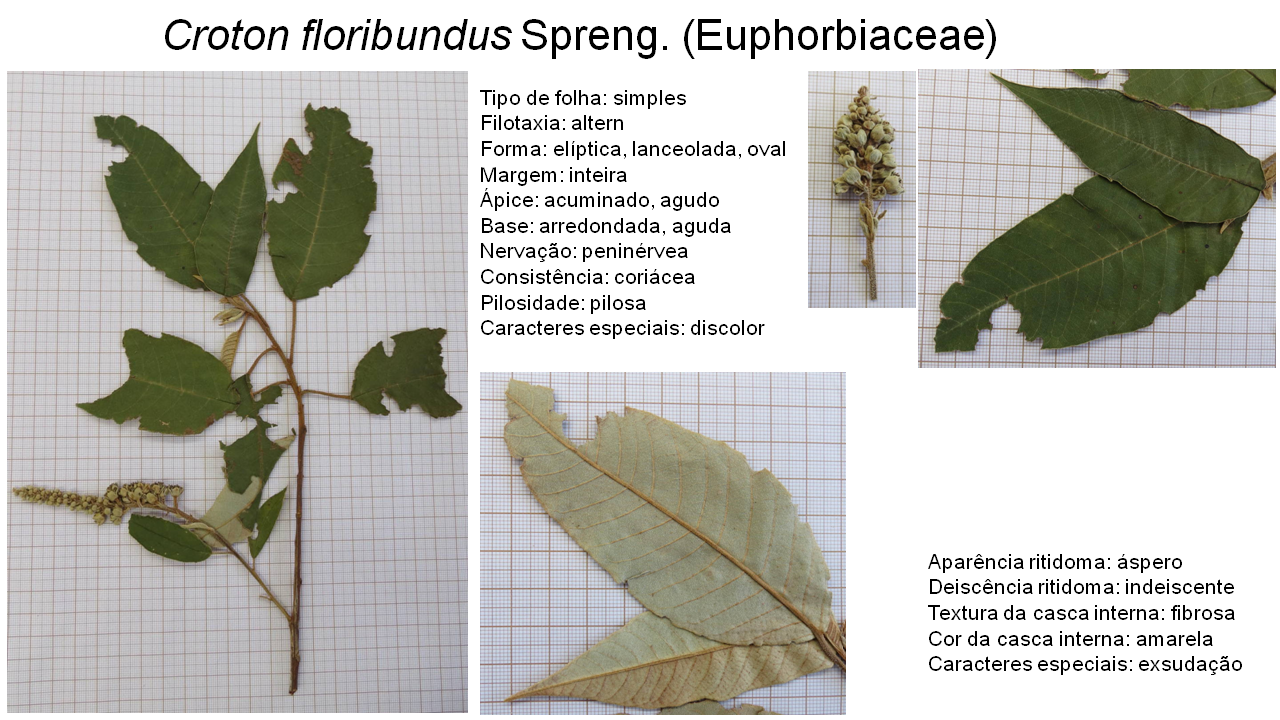 Croton floribundus Spreng. (Euphorbiaceae)
Tipo de folha: simples
Filotaxia: altern
Forma: elíptica, lanceolada, oval
Margem: inteira
Ápice: acuminado, agudo
Base: arredondada, aguda
Nervação: peninérvea
Consistência: coriácea
Pilosidade: pilosa
Caracteres especiais: discolor
Aparência ritidoma: áspero
Deiscência ritidoma: indeiscente
Textura da casca interna: fibrosa
Cor da casca interna: amarela
Caracteres especiais: exsudação